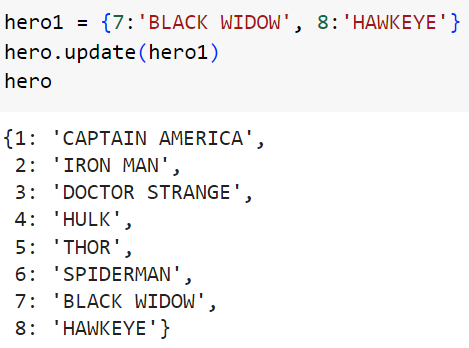 hero1 = {7:'BLACK WIDOW', 8:'HAWKEYE'}
hero.update(hero1)
hero
{1: 'CAPTAIN AMERICA',
 2: 'IRON MAN',
 3: 'DOCTOR STRANGE',
 4: 'HULK',
 5: 'THOR',
 6: 'SPIDERMAN',
 7: 'BLACK WIDOW',
 8: 'HAWKEYE'}